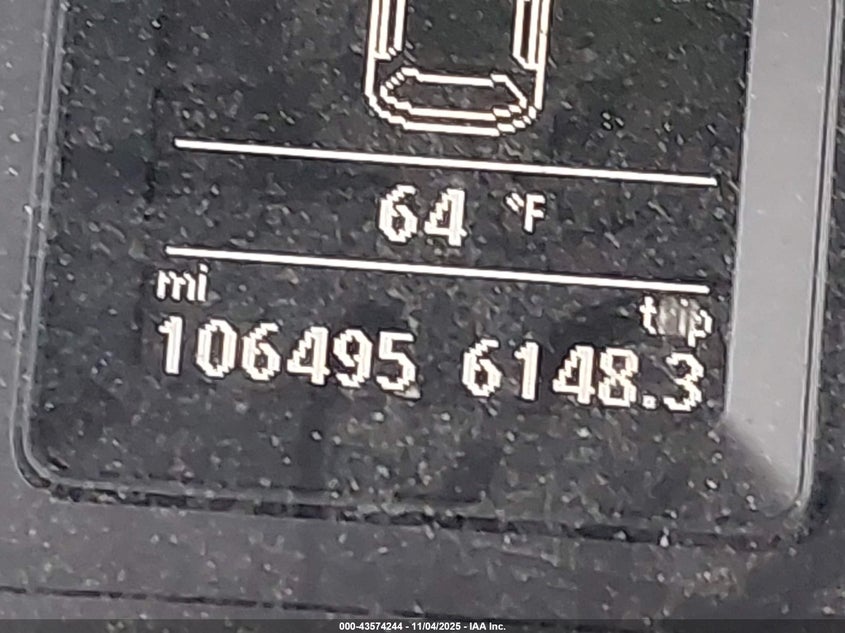 64 °F
mi trip
106495 6148.3
000-43574244 - 11/04/2025 - IAA Inc.